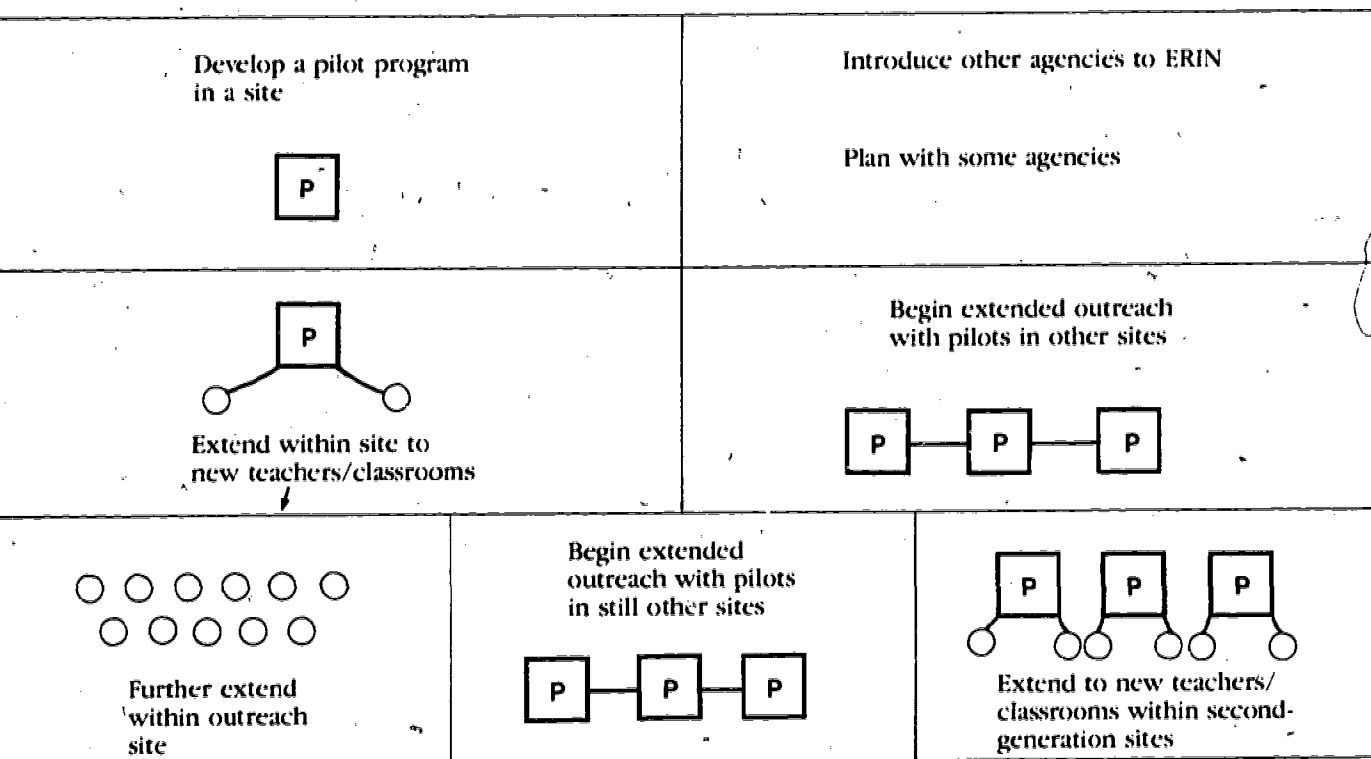 Develop a pilot program
in a site
P
Introduce other agencies to ERIN
Plan with some agencies
P
Extend within site to
new teachers/classrooms
Begin extended outreach
with pilots in other sites
P P P
Further extend
within outreach
site
Begin extended
outreach with pilots
in still other sites
P P P
P P P
Extend to new teachers/
classrooms within second-
generation sites